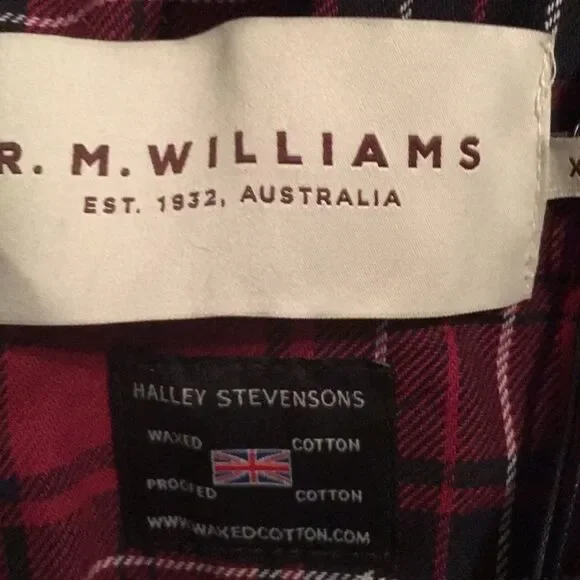 R. M. WILLIAMS
EST. 1932, AUSTRALIA
X
HALLEY STEVENSONS
WAXED COTTON
PROOFED COTTON
WWW.WAXEDCOTTON.COM